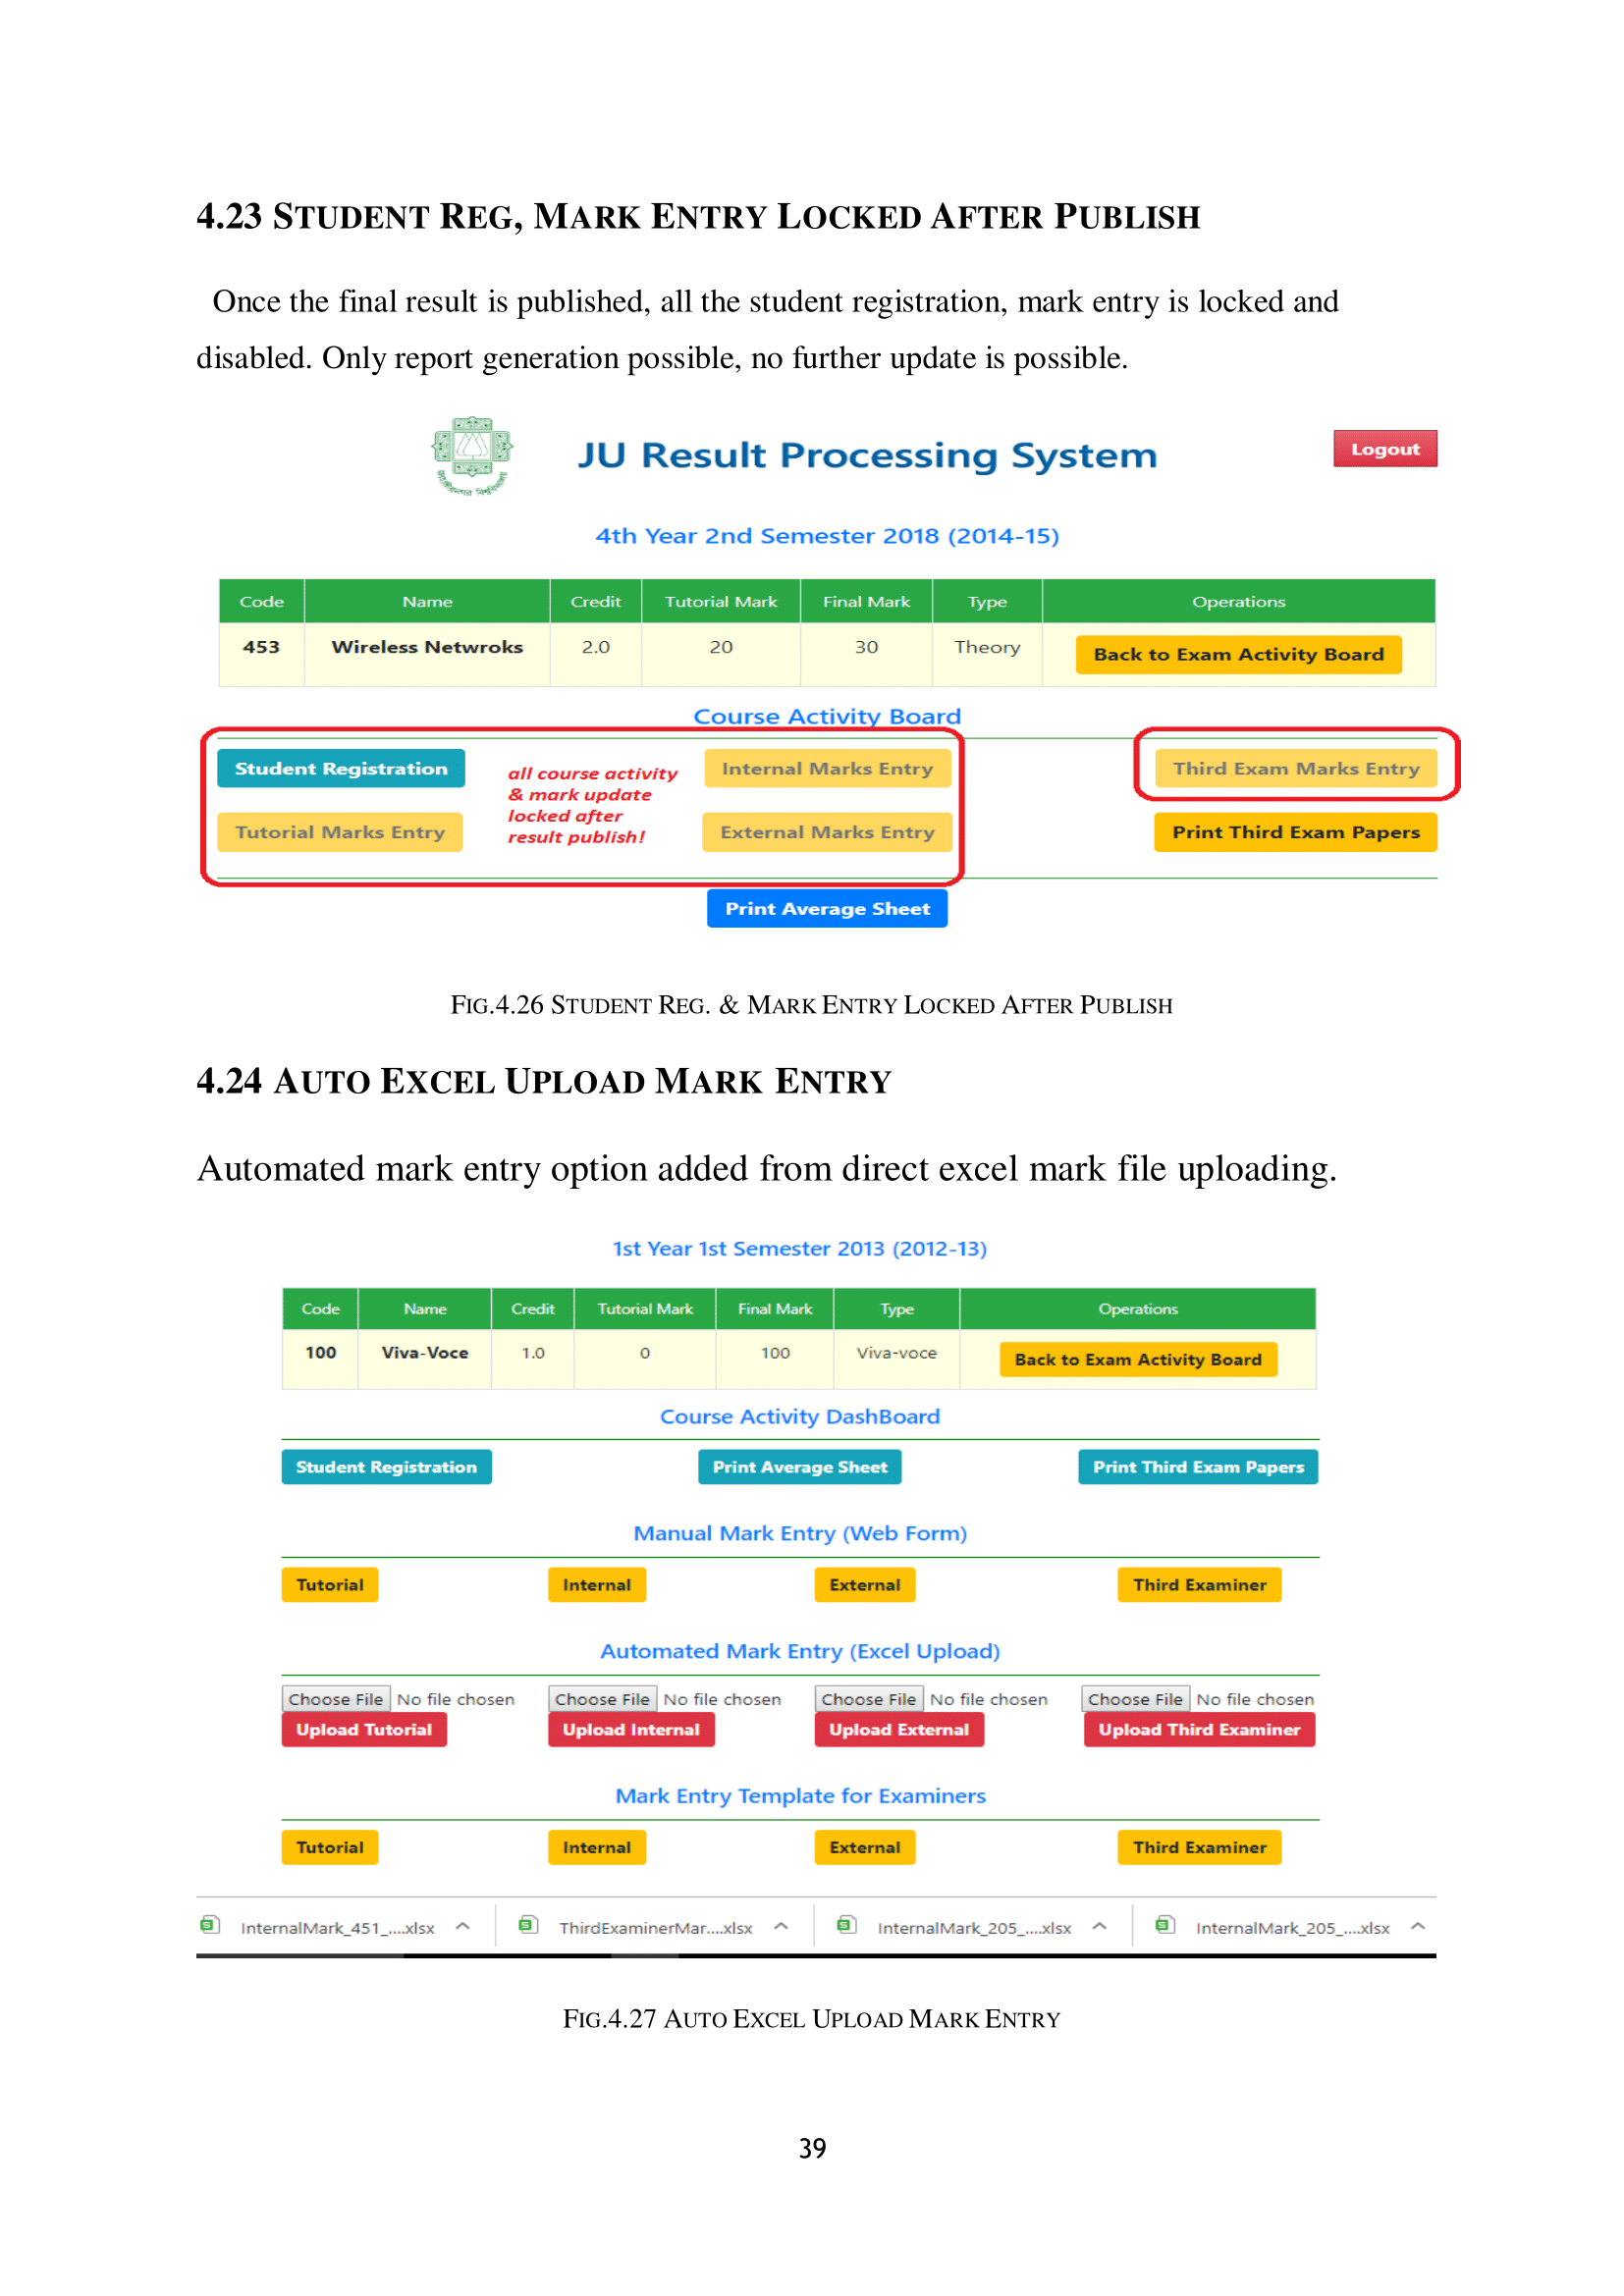 4.23 STUDENT REG, MARK ENTRY LOCKED AFTER PUBLISH
Once the final result is published, all the student registration, mark entry is locked and
disabled. Only report generation possible, no further update is possible.
JU Result Processing System
Logout
4th Year 2nd Semester 2018 (2014-15)
Code Name Credit Tutorial Mark Final Mark Type Operations
453 Wireless Netwroks 2.0 20 30 Theory Back to Exam Activity Board
Course Activity Board
Student Registration Internal Marks Entry Third Exam Marks Entry
all course activity
& mark update
locked after
result publish!
Tutorial Marks Entry External Marks Entry Print Third Exam Papers
Print Average Sheet
FIG.4.26 STUDENT REG. & MARK ENTRY LOCKED AFTER PUBLISH
4.24 AUTO EXCEL UPLOAD MARK ENTRY
Automated mark entry option added from direct excel mark file uploading.
1st Year 1st Semester 2013 (2012-13)
Code Name Credit Tutorial Mark Final Mark Type Operations
100 Viva-Voce 1.0 0 100 Viva-voce Back to Exam Activity Board
Course Activity DashBoard
Student Registration Print Average Sheet Print Third Exam Papers
Manual Mark Entry (Web Form)
Tutorial Internal External Third Examiner
Automated Mark Entry (Excel Upload)
Choose File No file chosen Choose File No file chosen Choose File No file chosen Choose File No file chosen
Upload Tutorial Upload Internal Upload External Upload Third Examiner
Mark Entry Template for Examiners
Tutorial Internal External Third Examiner
InternalMark_451_....xlsx ThirdExaminerMar....xlsx InternalMark_205_....xlsx InternalMark_205_....xlsx
FIG.4.27 AUTO EXCEL UPLOAD MARK ENTRY
39